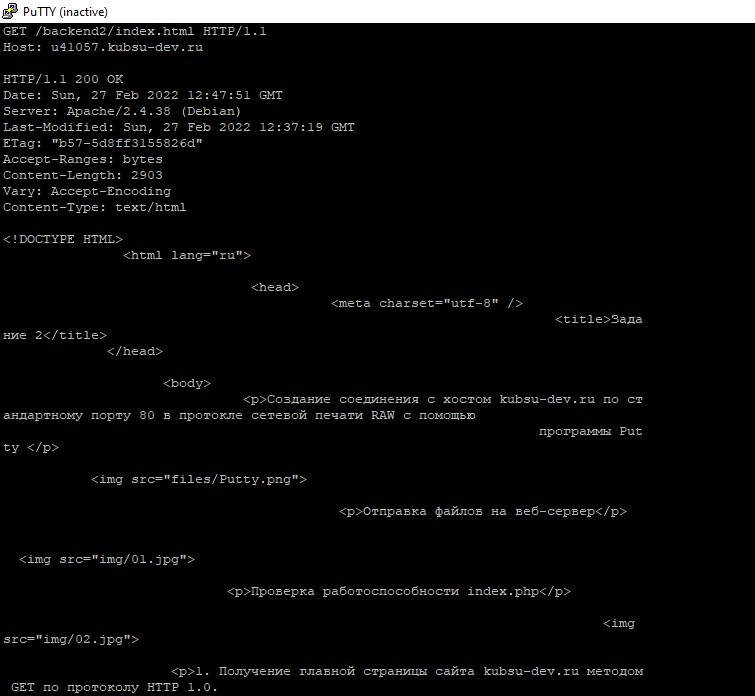 PuTTY (inactive)
GET /backend2/index.html HTTP/1.1
Host: u41057.kubsu-dev.ru
HTTP/1.1 200 OK
Date: Sun, 27 Feb 2022 12:47:51 GMT
Server: Apache/2.4.38 (Debian)
Last-Modified: Sun, 27 Feb 2022 12:37:19 GMT
ETag: "b57-5d8ff3155826d"
Accept-Ranges: bytes
Content-Length: 2903
Vary: Accept-Encoding
Content-Type: text/html
<!DOCTYPE HTML>
<html lang="ru">
<head>
<meta charset="utf-8" />
<title>Зада
ние 2</title>
</head>
<body>
<p>Создание соединения с хостом kubsu-dev.ru по ст
андартному порту 80 в протокле сетевой печати RAW с помощью
программы Put
ty </p>
<img src="files/Putty.png">
<p>Отправка файлов на веб-сервер</p>
<img src="img/01.jpg">
<p>Проверка работоспособности index.php</p>
<img
src="img/02.jpg">
<p>1. Получение главной страницы сайта kubsu-dev.ru методом
GET по протоколу HTTP 1.0.